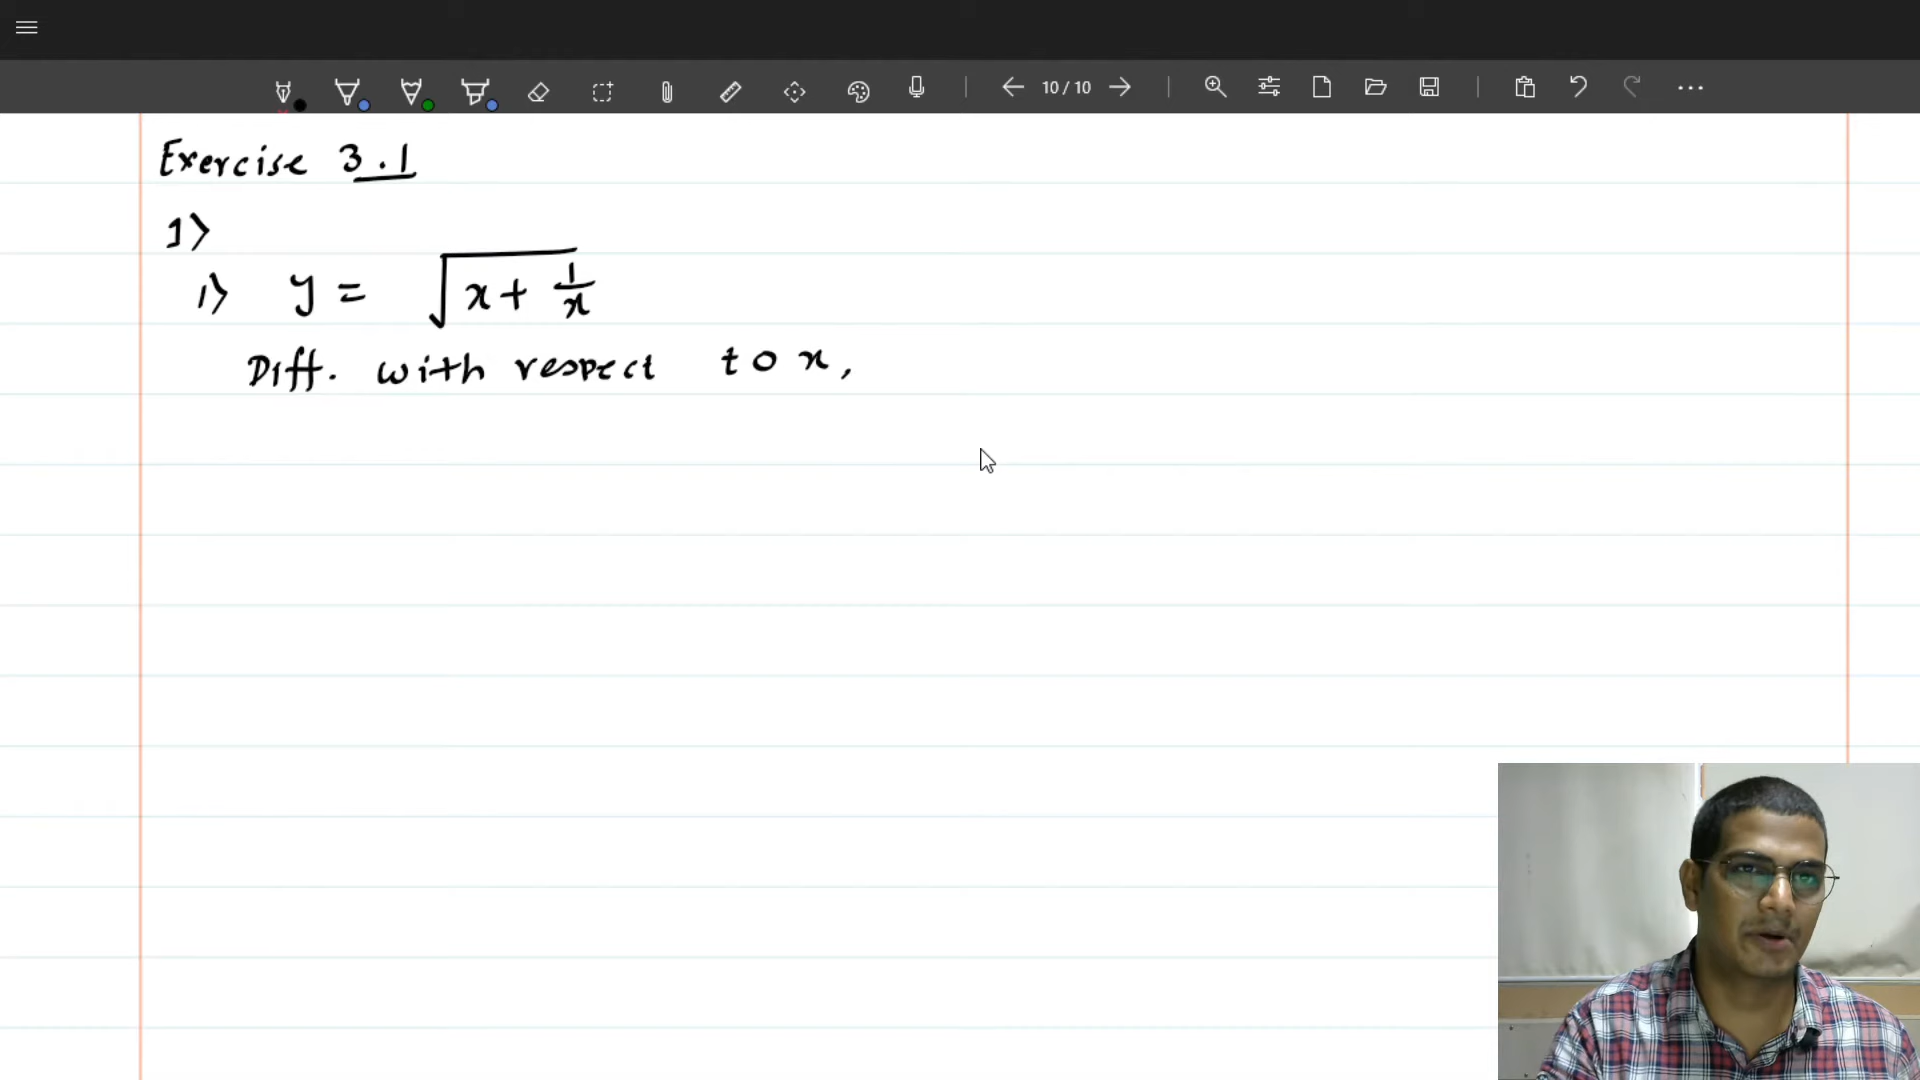 10 / 10
Exercise 3.1
1)
i) y = √(x + 1/x)
Diff. with respect to x,